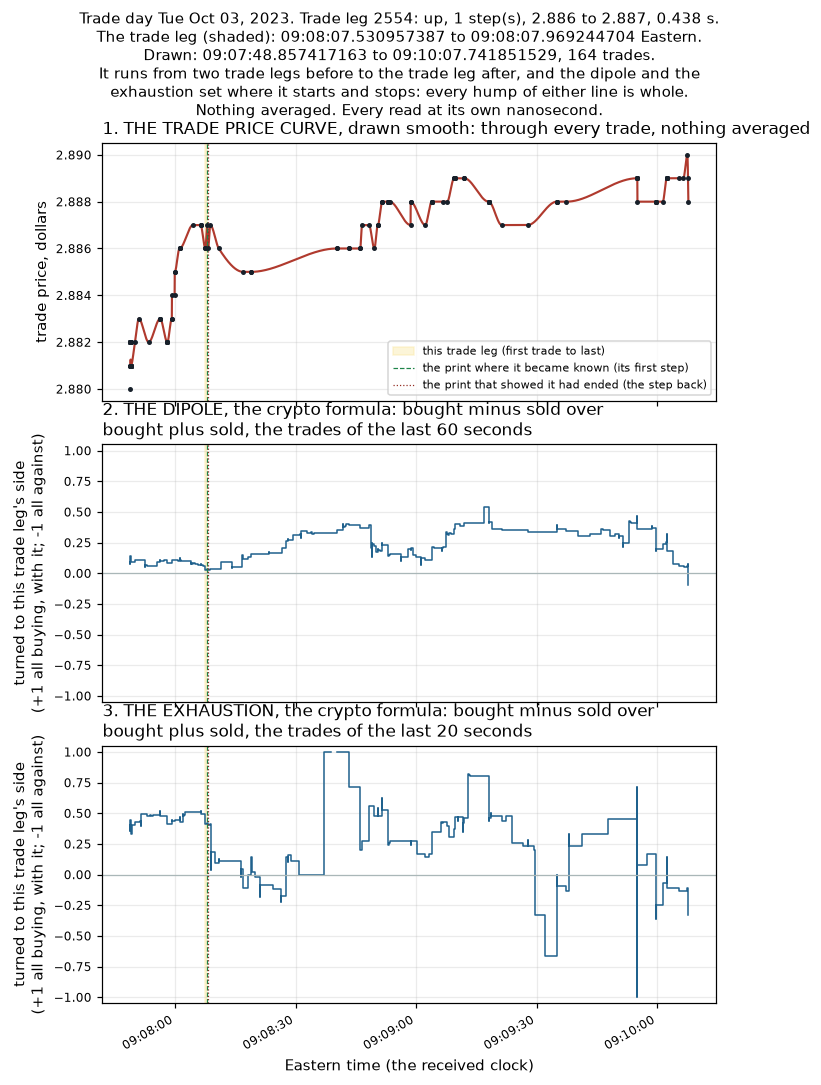 Trade day Tue Oct 03, 2023. Trade leg 2554: up, 1 step(s), 2.886 to 2.887, 0.438 s.
The trade leg (shaded): 09:08:07.530957387 to 09:08:07.969244704 Eastern.
Drawn: 09:07:48.857417163 to 09:10:07.741851529, 164 trades.
It runs from two trade legs before to the trade leg after, and the dipole and the
exhaustion set where it starts and stops: every hump of either line is whole.
Nothing averaged. Every read at its own nanosecond.
1. THE TRADE PRICE CURVE, drawn smooth: through every trade, nothing averaged
trade price, dollars
2.890
2.888
2.886
2.884
2.882
2.880
this trade leg (first trade to last)
the print where it became known (its first step)
the print that showed it had ended (the step back)
2. THE DIPOLE, the crypto formula: bought minus sold over
bought plus sold, the trades of the last 60 seconds
turned to this trade leg's side
(+1 all buying, with it; -1 all against)
1.00
0.75
0.50
0.25
0.00
−0.25
−0.50
−0.75
−1.00
3. THE EXHAUSTION, the crypto formula: bought minus sold over
bought plus sold, the trades of the last 20 seconds
turned to this trade leg's side
(+1 all buying, with it; -1 all against)
1.00
0.75
0.50
0.25
0.00
−0.25
−0.50
−0.75
−1.00
09:08:00
09:08:30
09:09:00
09:09:30
09:10:00
Eastern time (the received clock)